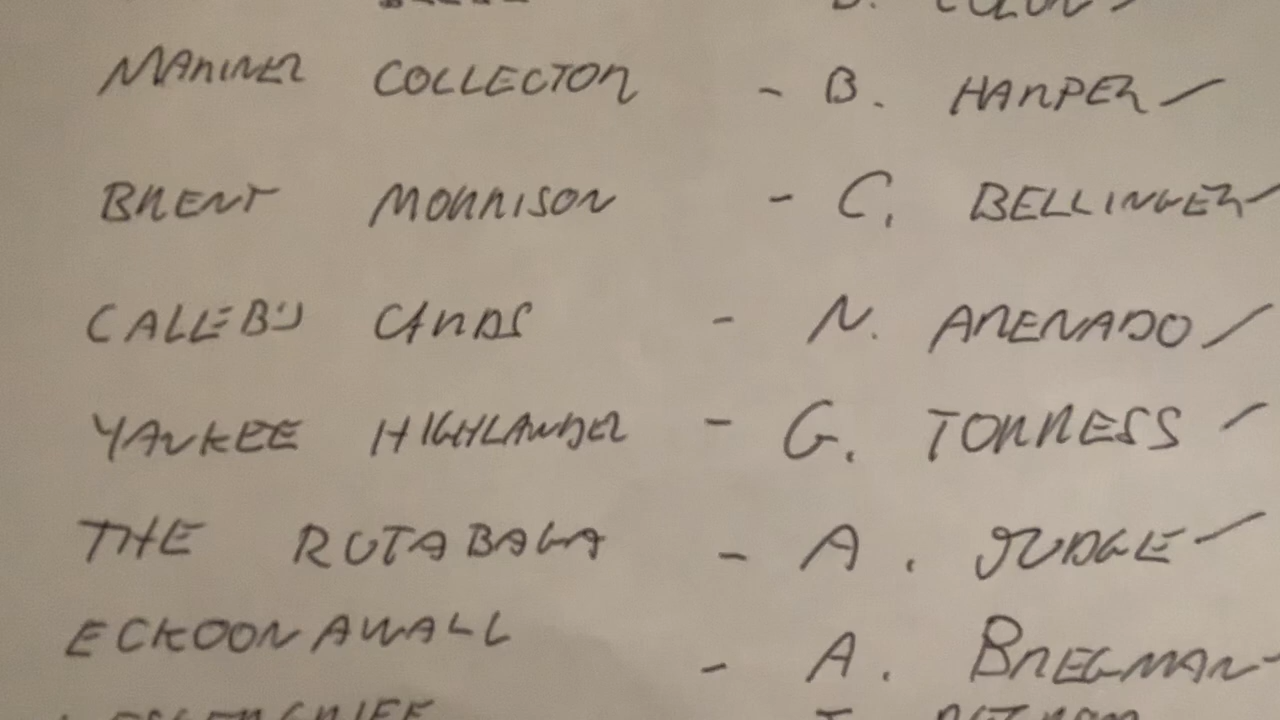 MARINER COLLECTOR - B. HARPER
BRENT MORRISON - C. BELLINGER
CALLEB'S CARDS - N. ARENADO
YANKEE HIGHLANDER - G. TORRESS
THE RUTABAGA - A. JUDGE
ECKOONAWALL - A. BREGMAN